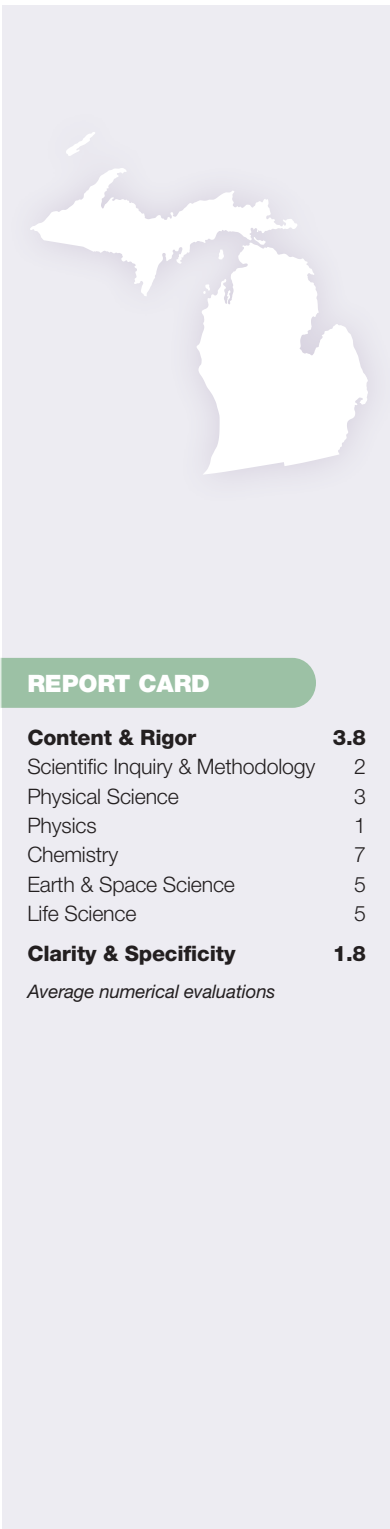 REPORT CARD
Content & Rigor 3.8
Scientific Inquiry & Methodology 2
Physical Science 3
Physics 1
Chemistry 7
Earth & Space Science 5
Life Science 5
Clarity & Specificity 1.8
Average numerical evaluations